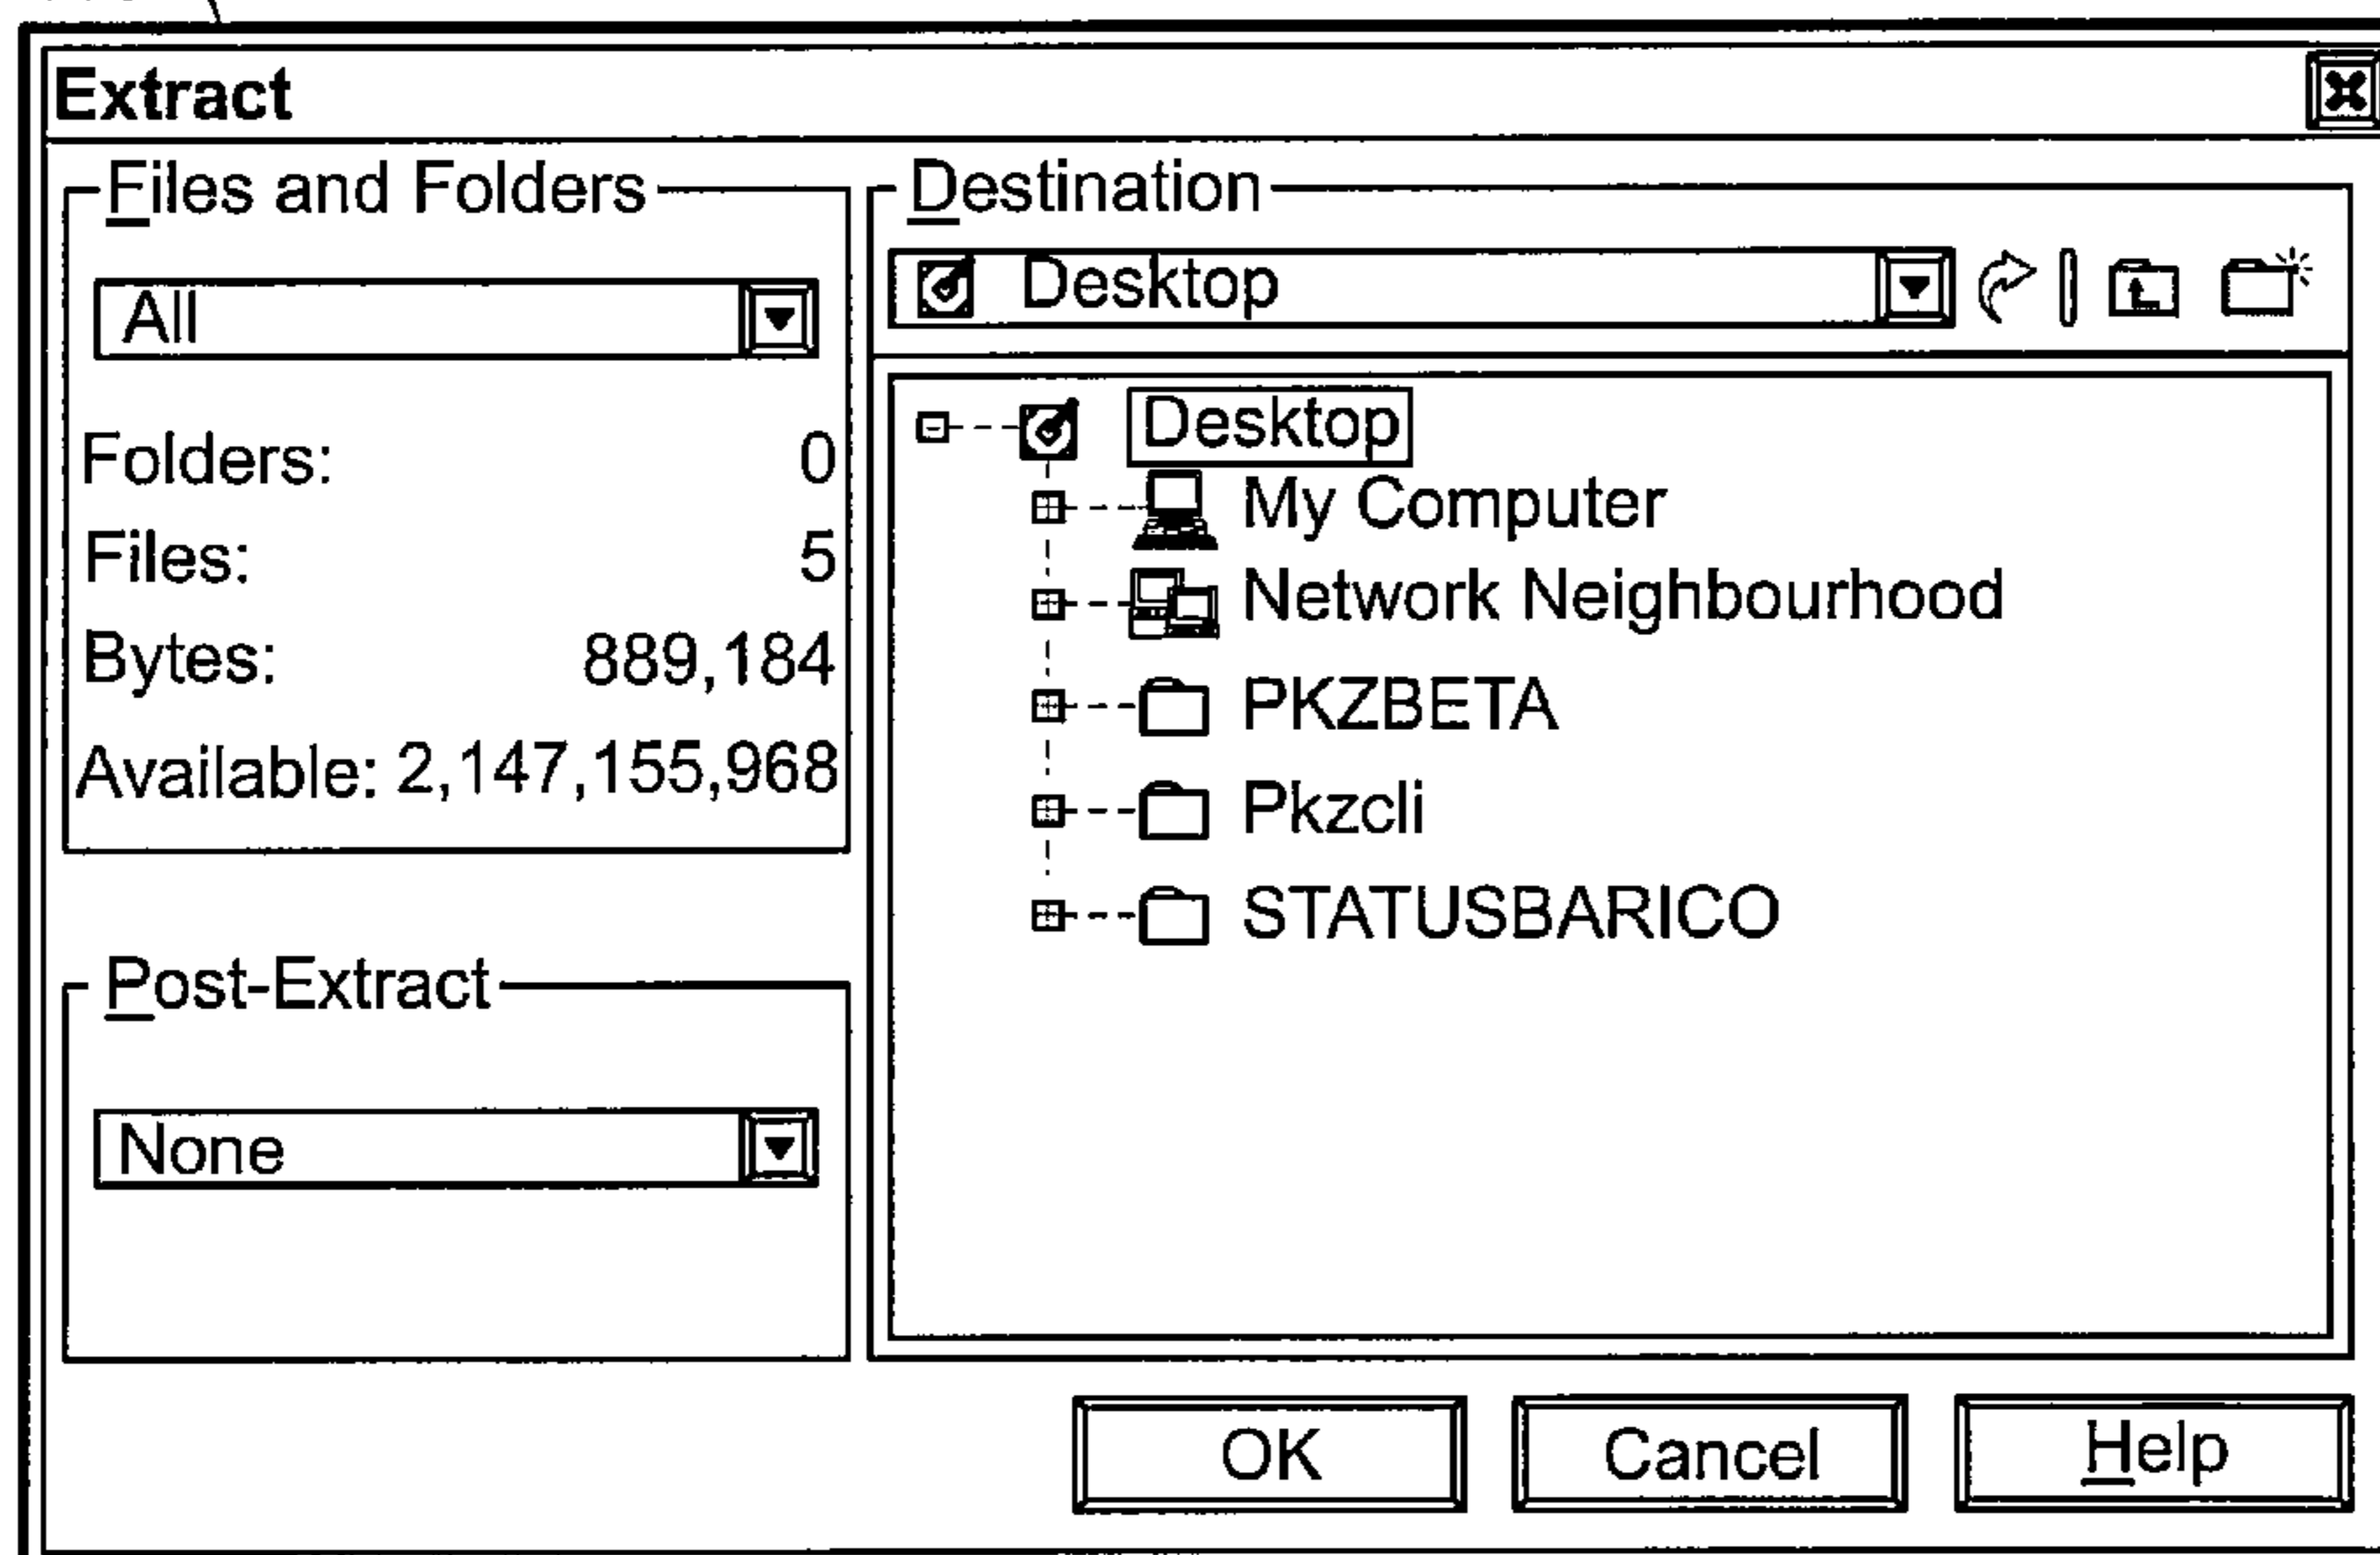 Extract
Files and Folders
All
Folders: 0
Files: 5
Bytes: 889,184
Available: 2,147,155,968
Post-Extract
None
Destination
Desktop
Desktop
My Computer
Network Neighbourhood
PKZBETA
Pkzcli
STATUSBARICO
OK
Cancel
Help